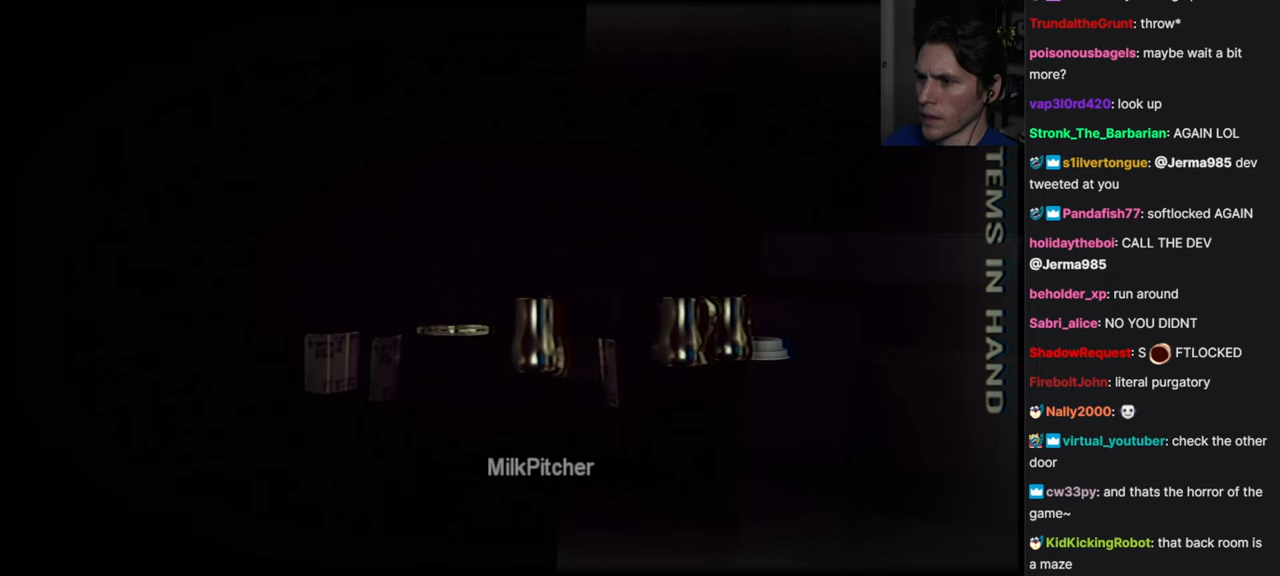 TEMS IN HAND
MilkPitcher
TrundaltheGrunt: throw*
poisonousbagels: maybe wait a bit
more?
vap3l0rd420: look up
Stronk_The_Barbarian: AGAIN LOL
s1ilvertongue: @Jerma985 dev
tweeted at you
Pandafish77: softlocked AGAIN
holidaytheboi: CALL THE DEV
@Jerma985
beholder_xp: run around
Sabri_alice: NO YOU DIDNT
ShadowRequest: S FTLOCKED
FireboltJohn: literal purgatory
Nally2000:
virtual_youtuber: check the other
door
cw33py: and thats the horror of the
game~
KidKickingRobot: that back room is
a maze